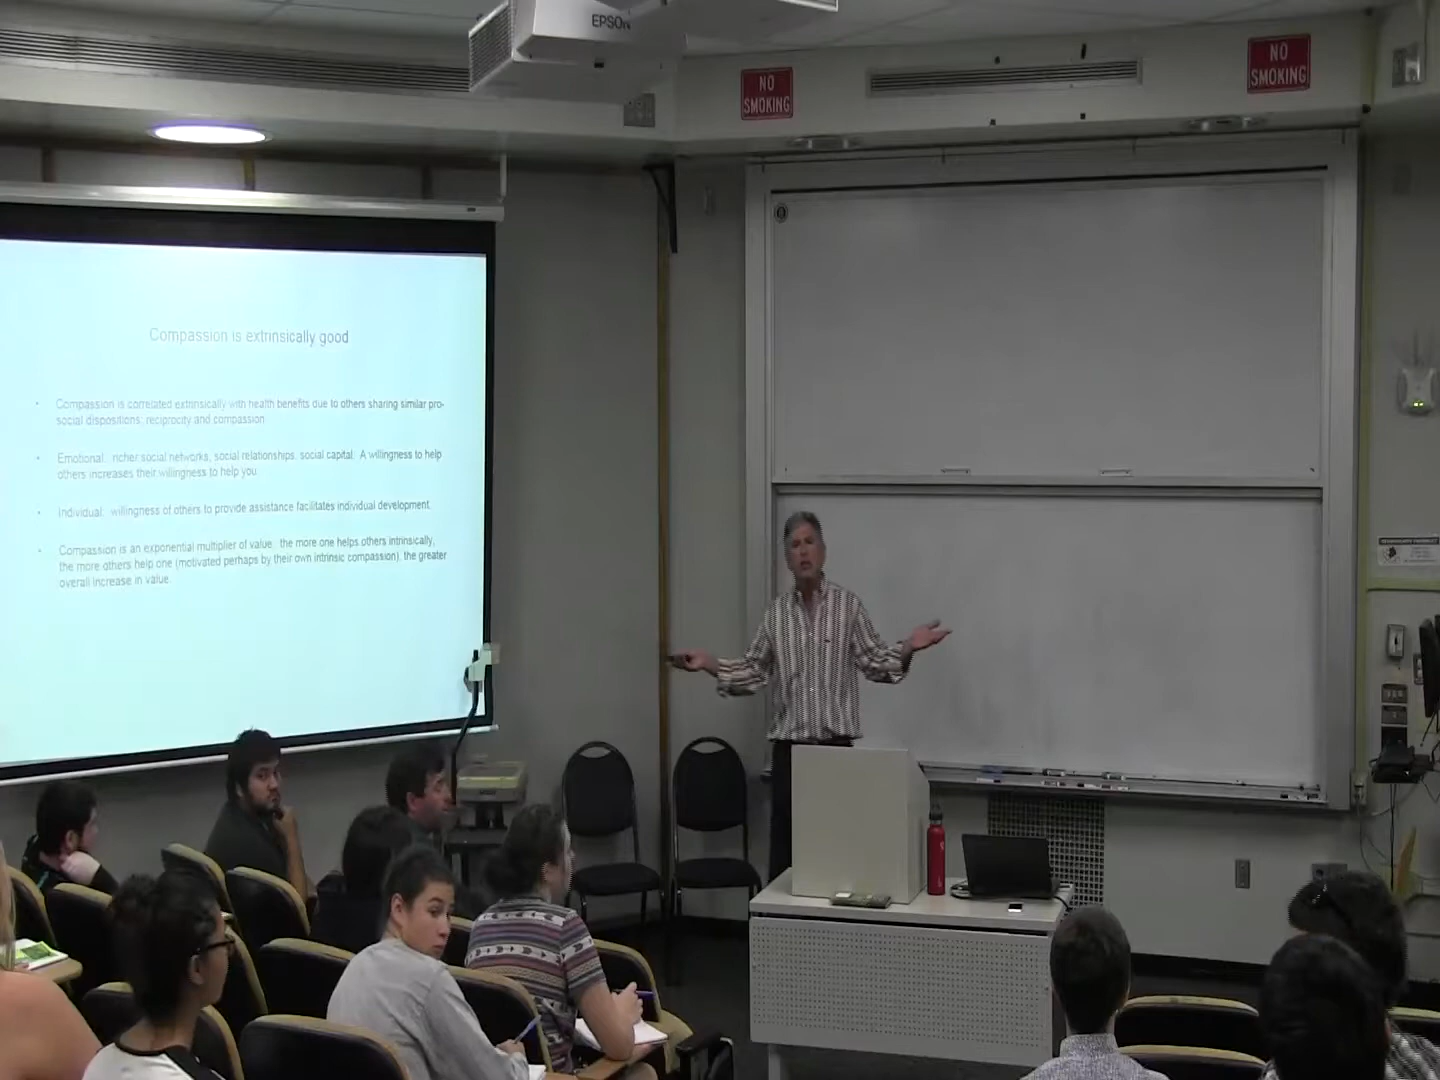 EPSON
NO
SMOKING
NO
SMOKING
Compassion is extrinsically good
• Compassion is correlated extrinsically with health benefits due to others sharing similar pro-
social dispositions, reciprocity and compassion.
• Emotional: richer social networks, social relationships, social capital. A willingness to help
others increases their willingness to help you.
• Individual: willingness of others to provide assistance facilitates individual development.
• Compassion is an exponential multiplier of value: the more one helps others intrinsically,
the more others help one (motivated perhaps by their own intrinsic compassion), the greater
overall increase in value.